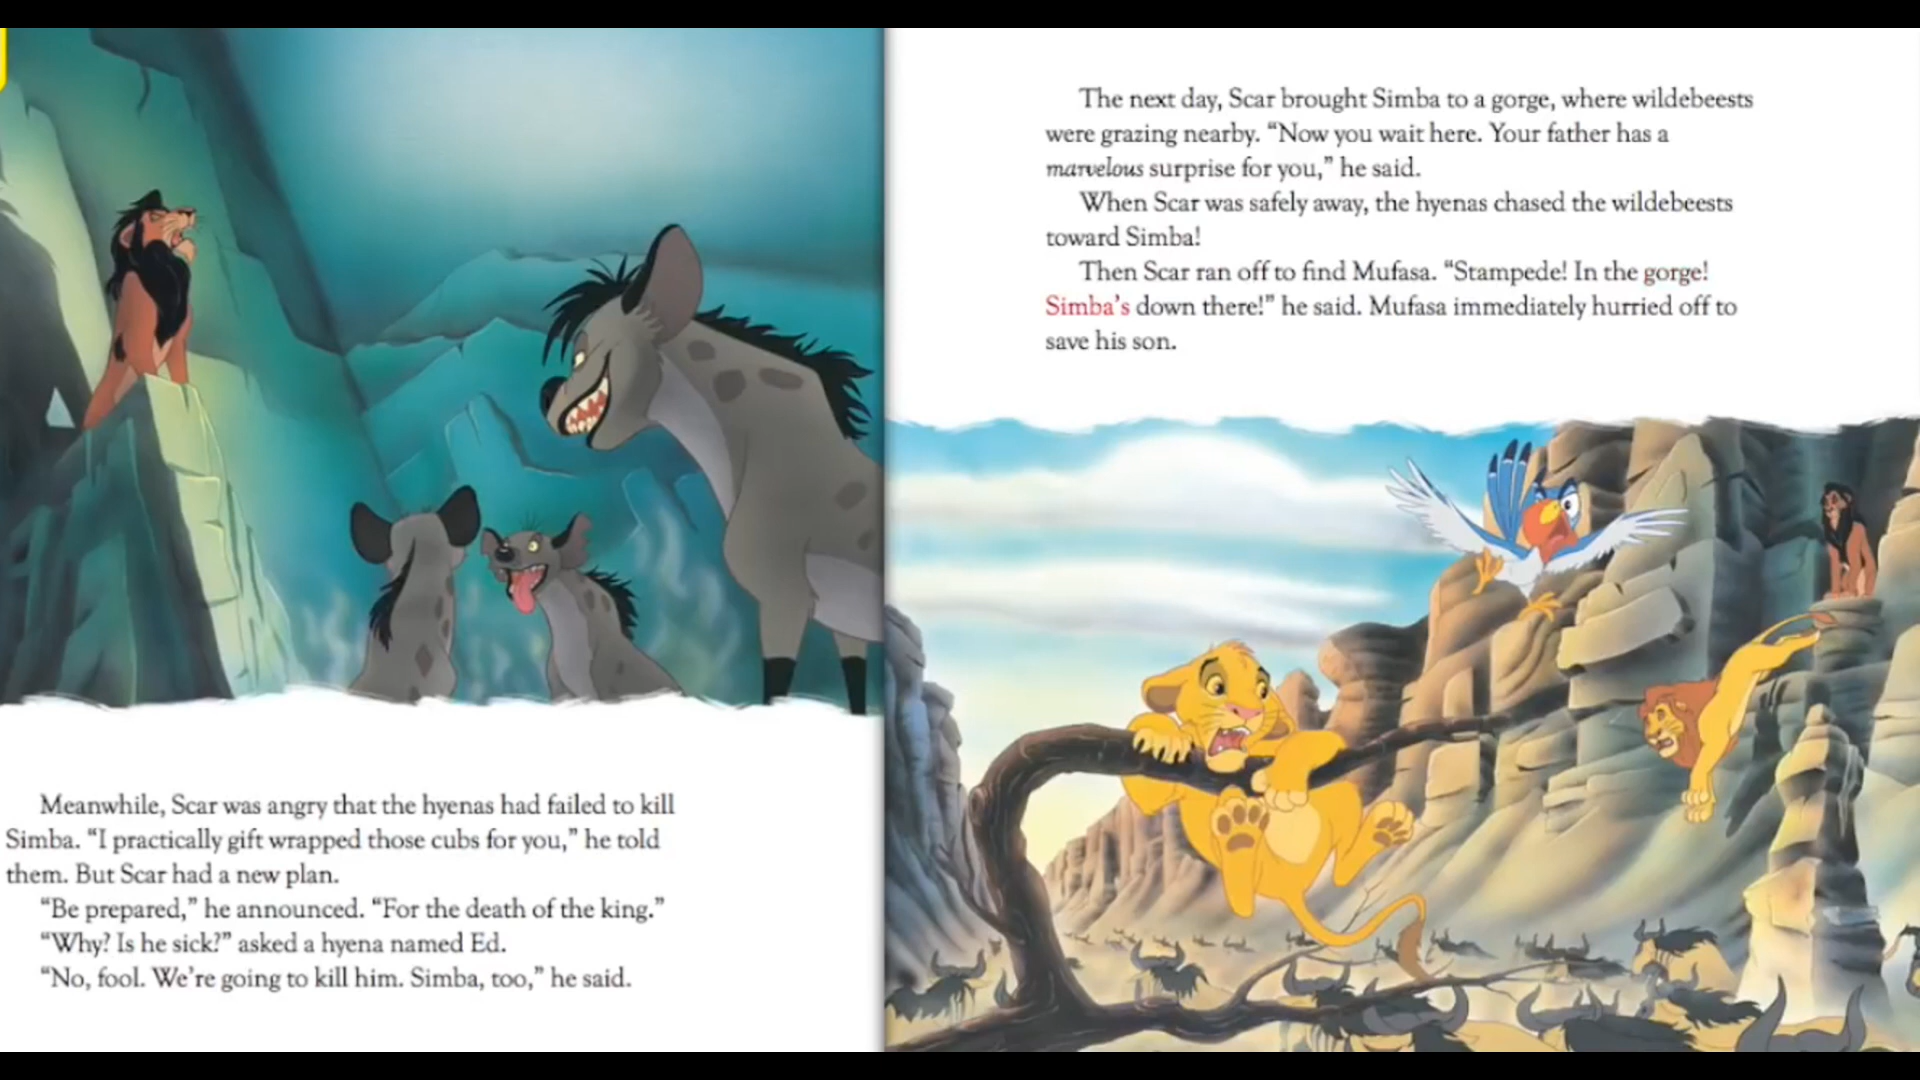 Meanwhile, Scar was angry that the hyenas had failed to kill
Simba. “I practically gift wrapped those cubs for you,” he told
them. But Scar had a new plan.
“Be prepared,” he announced. “For the death of the king.”
“Why? Is he sick?” asked a hyena named Ed.
“No, fool. We’re going to kill him. Simba, too,” he said.
The next day, Scar brought Simba to a gorge, where wildebeests
were grazing nearby. “Now you wait here. Your father has a
marvelous surprise for you,” he said.
When Scar was safely away, the hyenas chased the wildebeests
toward Simba!
Then Scar ran off to find Mufasa. “Stampede! In the gorge!
Simba’s down there!” he said. Mufasa immediately hurried off to
save his son.